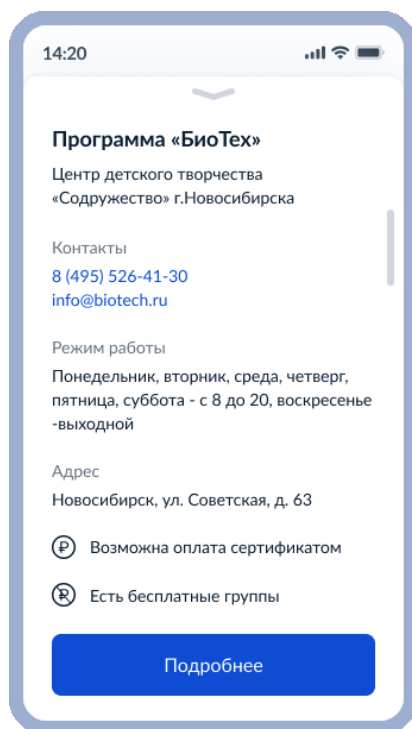 14:20
Программа «БиоТех»
Центр детского творчества
«Содружество» г.Новосибирска
Контакты
8 (495) 526-41-30
info@biotech.ru
Режим работы
Понедельник, вторник, среда, четверг,
пятница, суббота - с 8 до 20, воскресенье
-выходной
Адрес
Новосибирск, ул. Советская, д. 63
Возможна оплата сертификатом
Есть бесплатные группы
Подробнее